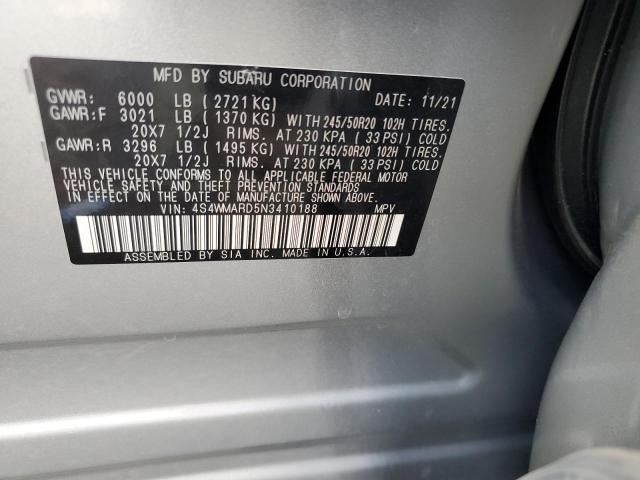 MFD BY SUBARU CORPORATION
GVWR: 6000 LB (2721 KG) DATE: 11/21
GAWR:F 3021 LB (1370 KG) WITH 245/50R20 102H TIRES.
20X7 1/2J RIMS. AT 230 KPA (33 PSI) COLD
GAWR:R 3296 LB (1495 KG) WITH 245/50R20 102H TIRES.
20X7 1/2J RIMS. AT 230 KPA (33 PSI) COLD
THIS VEHICLE CONFORMS TO ALL APPLICABLE FEDERAL MOTOR
VEHICLE SAFETY AND THEFT PREVENTION STANDARDS IN EFFECT
ON THE DATE OF MANUFACTURE SHOWN ABOVE.
VIN: 4S4WMARD5N3410188 MPV
ASSEMBLED BY SIA INC. MADE IN U.S.A.